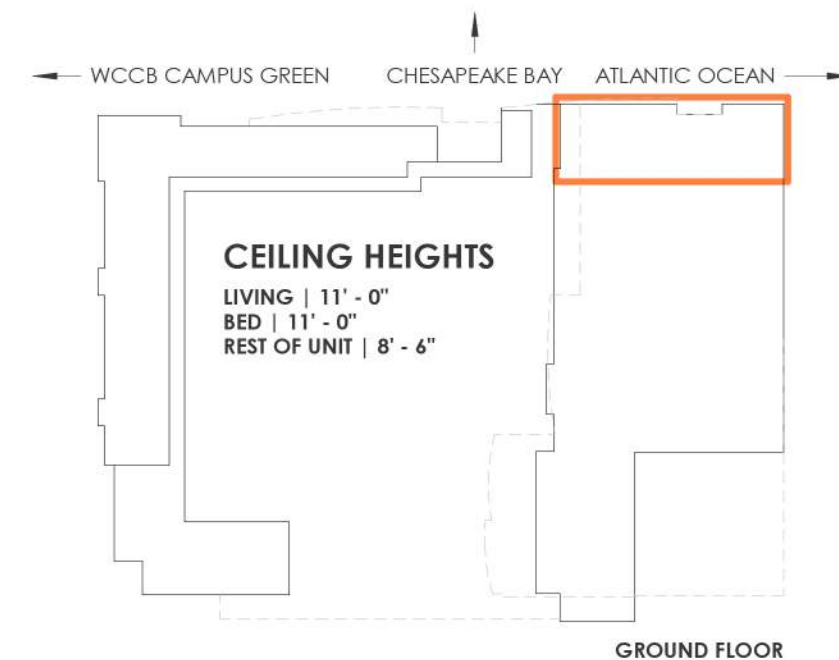 WCCB CAMPUS GREEN
CHESAPEAKE BAY
ATLANTIC OCEAN
CEILING HEIGHTS
LIVING | 11' - 0"
BED | 11' - 0"
REST OF UNIT | 8' - 6"
GROUND FLOOR